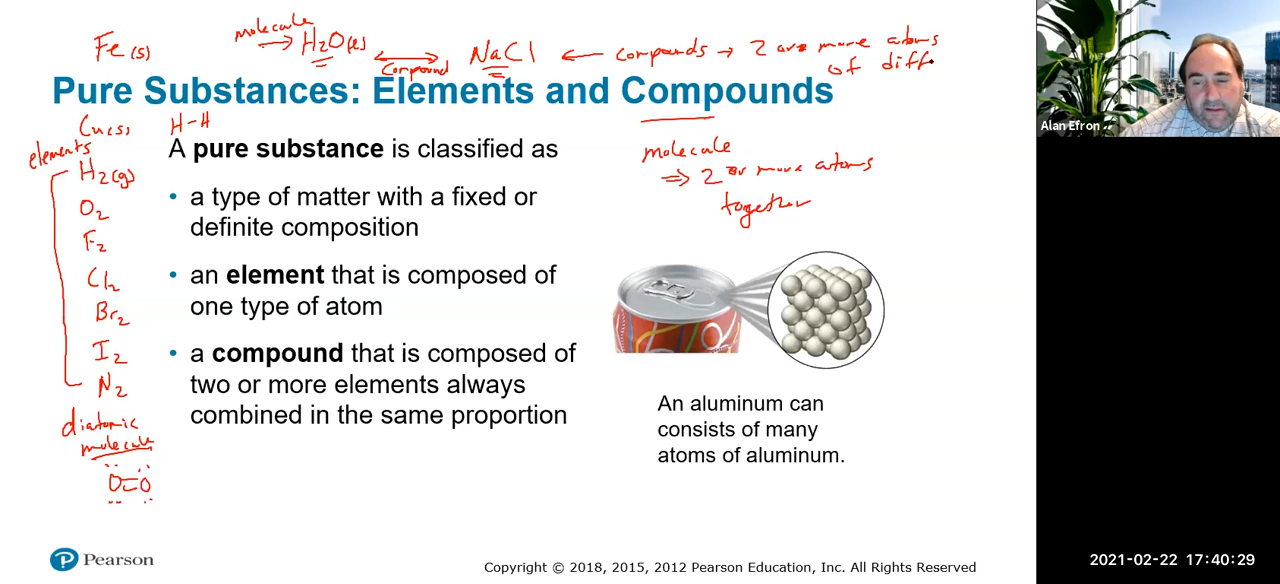 Fe(s)
molecule
→ H2O(l)
NaCl ← compounds → 2 are more atoms
of diff
Compound
Pure Substances: Elements and Compounds
Cu(s)
H-H
elements
H2(g)
O2
F2
Cl2
Br2
I2
N2
diatomic
molecule
O=O
A pure substance is classified as
• a type of matter with a fixed or
definite composition
• an element that is composed of
one type of atom
• a compound that is composed of
two or more elements always
combined in the same proportion
molecule
⇒ 2 or more atoms
together
An aluminum can
consists of many
atoms of aluminum.
Alan Efron
P Pearson
Copyright © 2018, 2015, 2012 Pearson Education, Inc. All Rights Reserved
2021-02-22 17:40:29